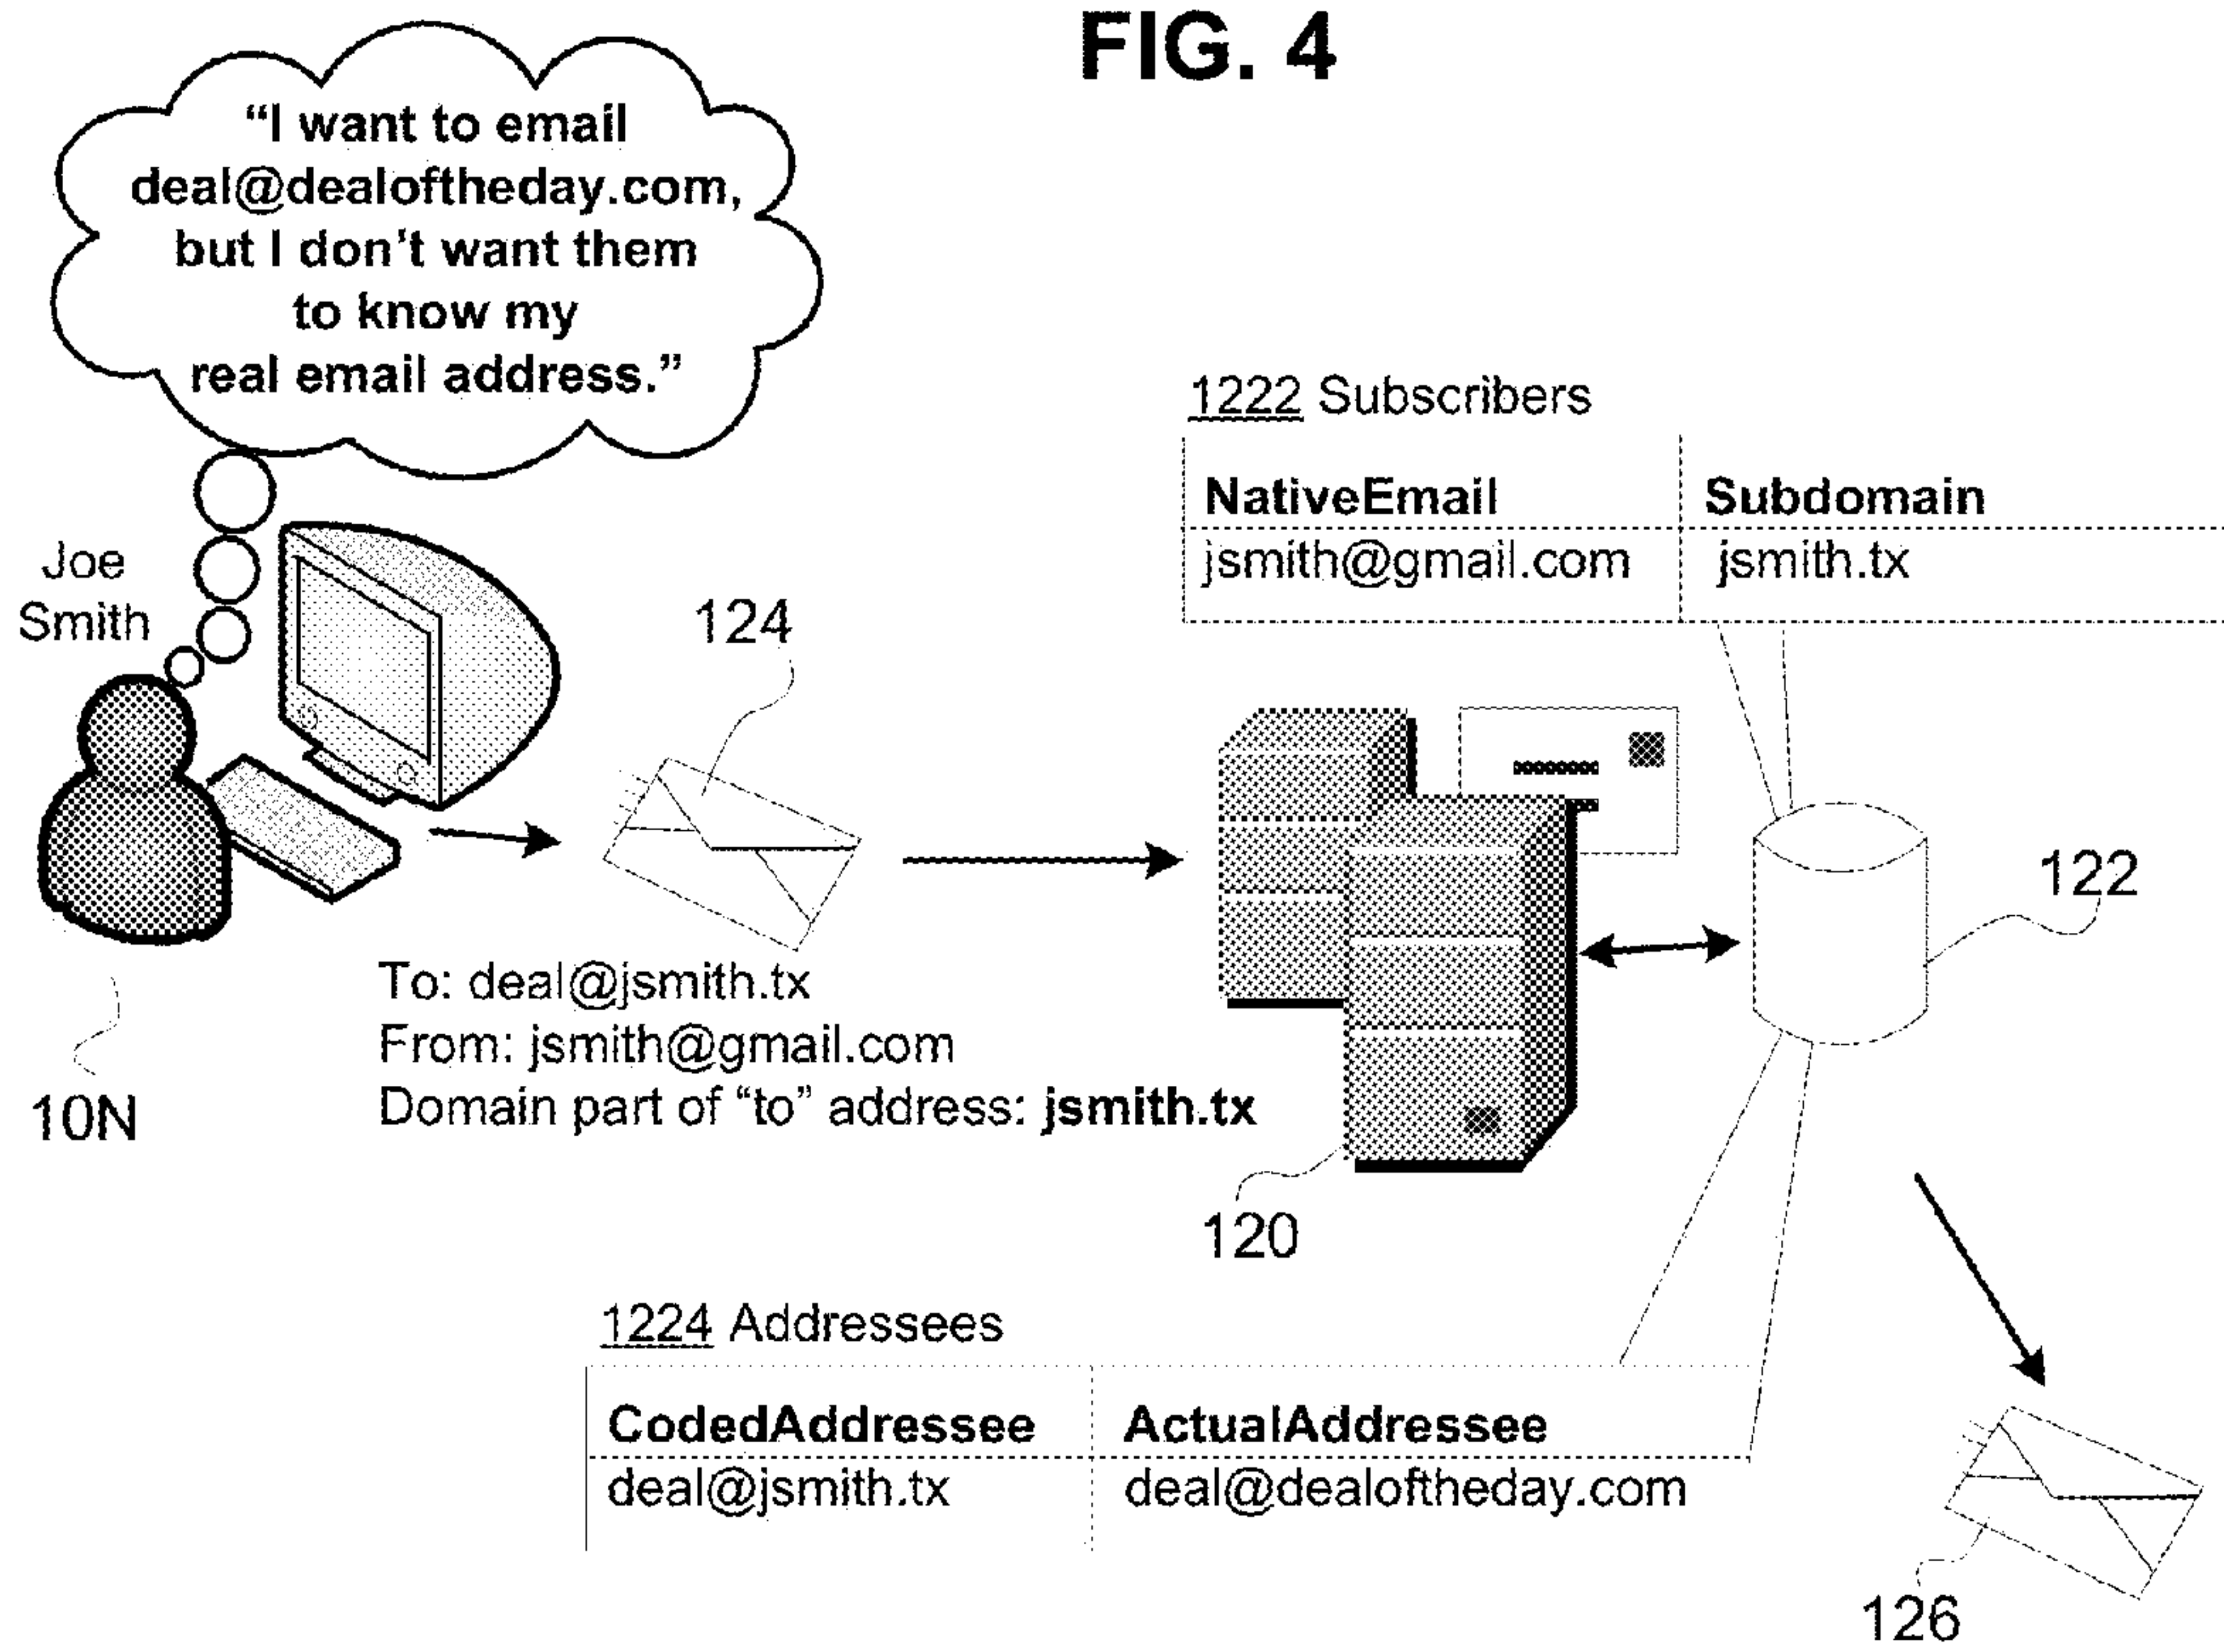 FIG. 4
“I want to email
deal@dealoftheday.com,
but I don’t want them
to know my
real email address.”
Joe
Smith
1222 Subscribers
NativeEmail Subdomain
jsmith@gmail.com jsmith.tx
124
122
To: deal@jsmith.tx
From: jsmith@gmail.com
Domain part of “to” address: jsmith.tx
10N
120
1224 Addressees
CodedAddressee ActualAddressee
deal@jsmith.tx deal@dealoftheday.com
126